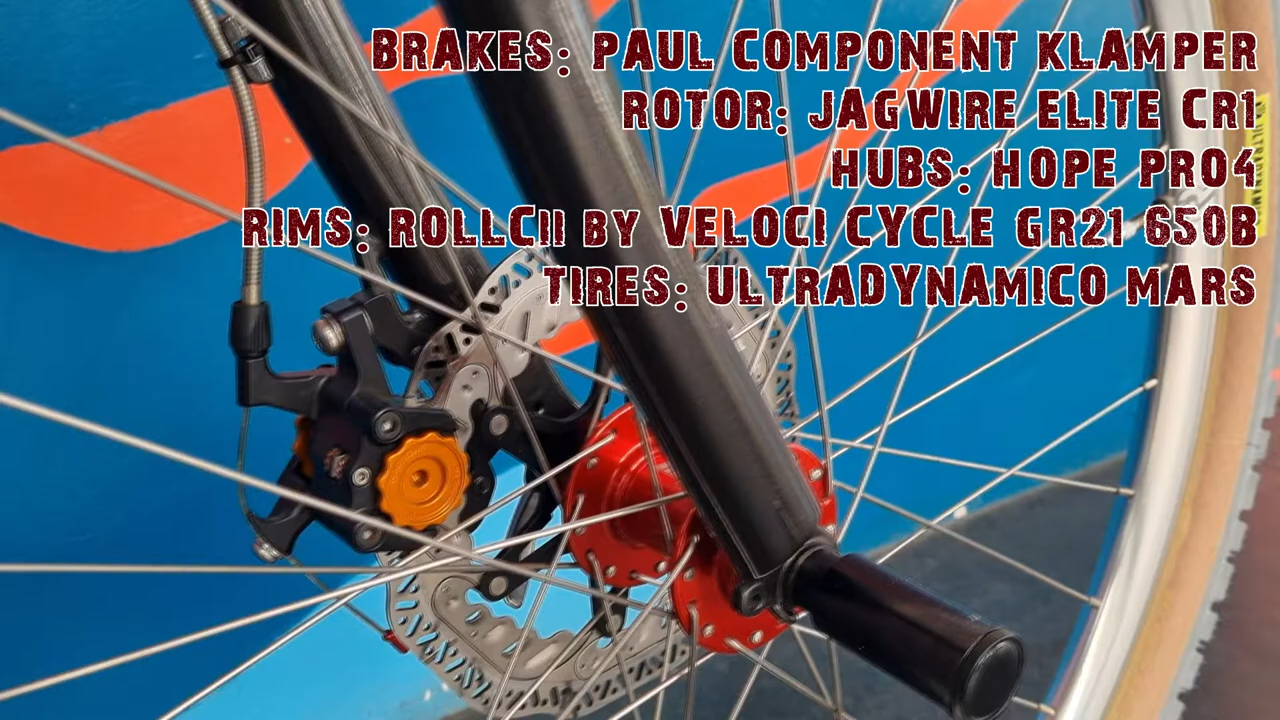 BRAKES: PAUL COMPONENT KLAMPER
ROTOR: JAGWIRE ELITE CR1
HUBS: HOPE PRO4
RIMS: ROLLCII BY VELOCI CYCLE GR21 650B
TIRES: ULTRADYNAMICO MARS